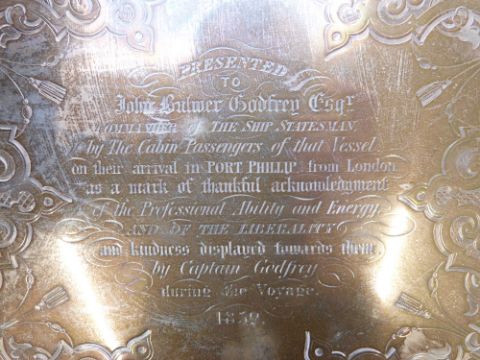 PRESENTED
TO
John Bulwer Godfrey Esqr
COMMANDER of THE SHIP STATESMAN,
by The Cabin Passengers of that Vessel
on their arrival in PORT PHILLIP from London
as a mark of thankful acknowledgment
of the Professional Ability and Energy
AND OF THE LIBERALITY
and kindness displayed towards them
by Captain Godfrey
during the Voyage.